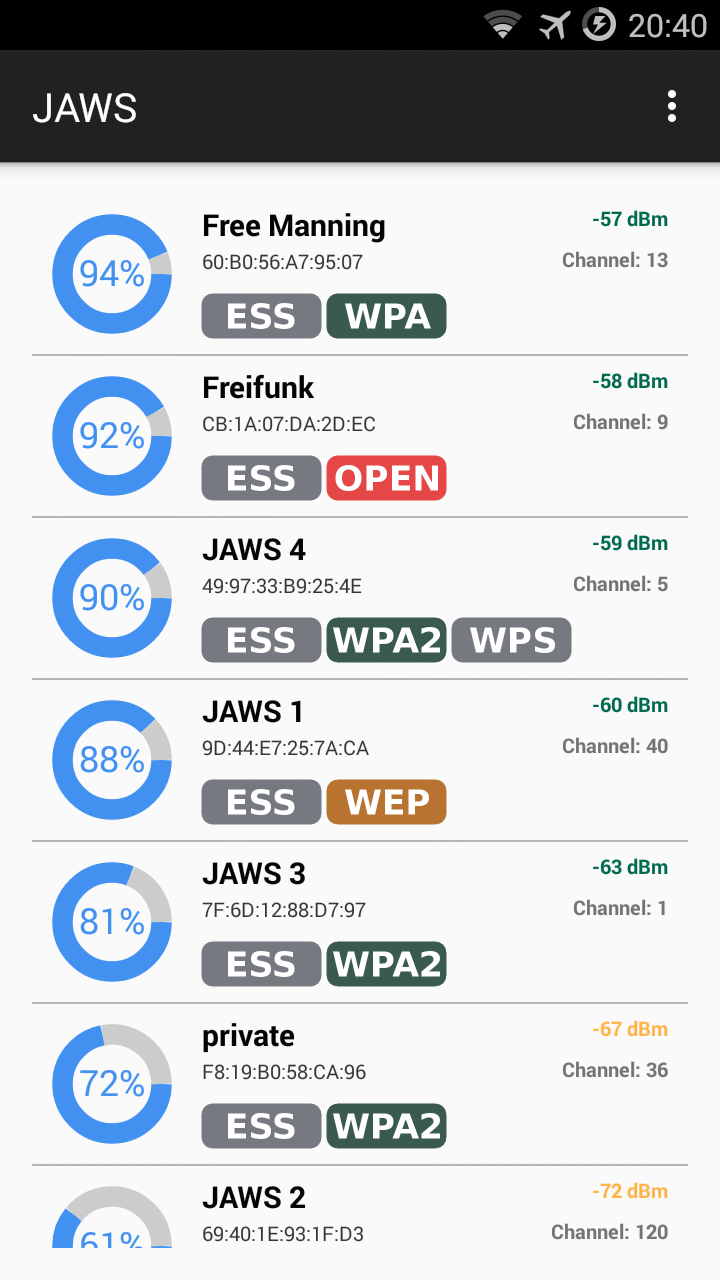 20:40
JAWS
Free Manning
-57 dBm
94%
60:B0:56:A7:95:07
Channel: 13
ESS WPA
Freifunk
-58 dBm
92%
CB:1A:07:DA:2D:EC
Channel: 9
ESS OPEN
JAWS 4
-59 dBm
90%
49:97:33:B9:25:4E
Channel: 5
ESS WPA2 WPS
JAWS 1
-60 dBm
88%
9D:44:E7:25:7A:CA
Channel: 40
ESS WEP
JAWS 3
-63 dBm
81%
7F:6D:12:88:D7:97
Channel: 1
ESS WPA2
private
-67 dBm
72%
F8:19:B0:58:CA:96
Channel: 36
ESS WPA2
JAWS 2
-72 dBm
61%
69:40:1E:93:1F:D3
Channel: 120